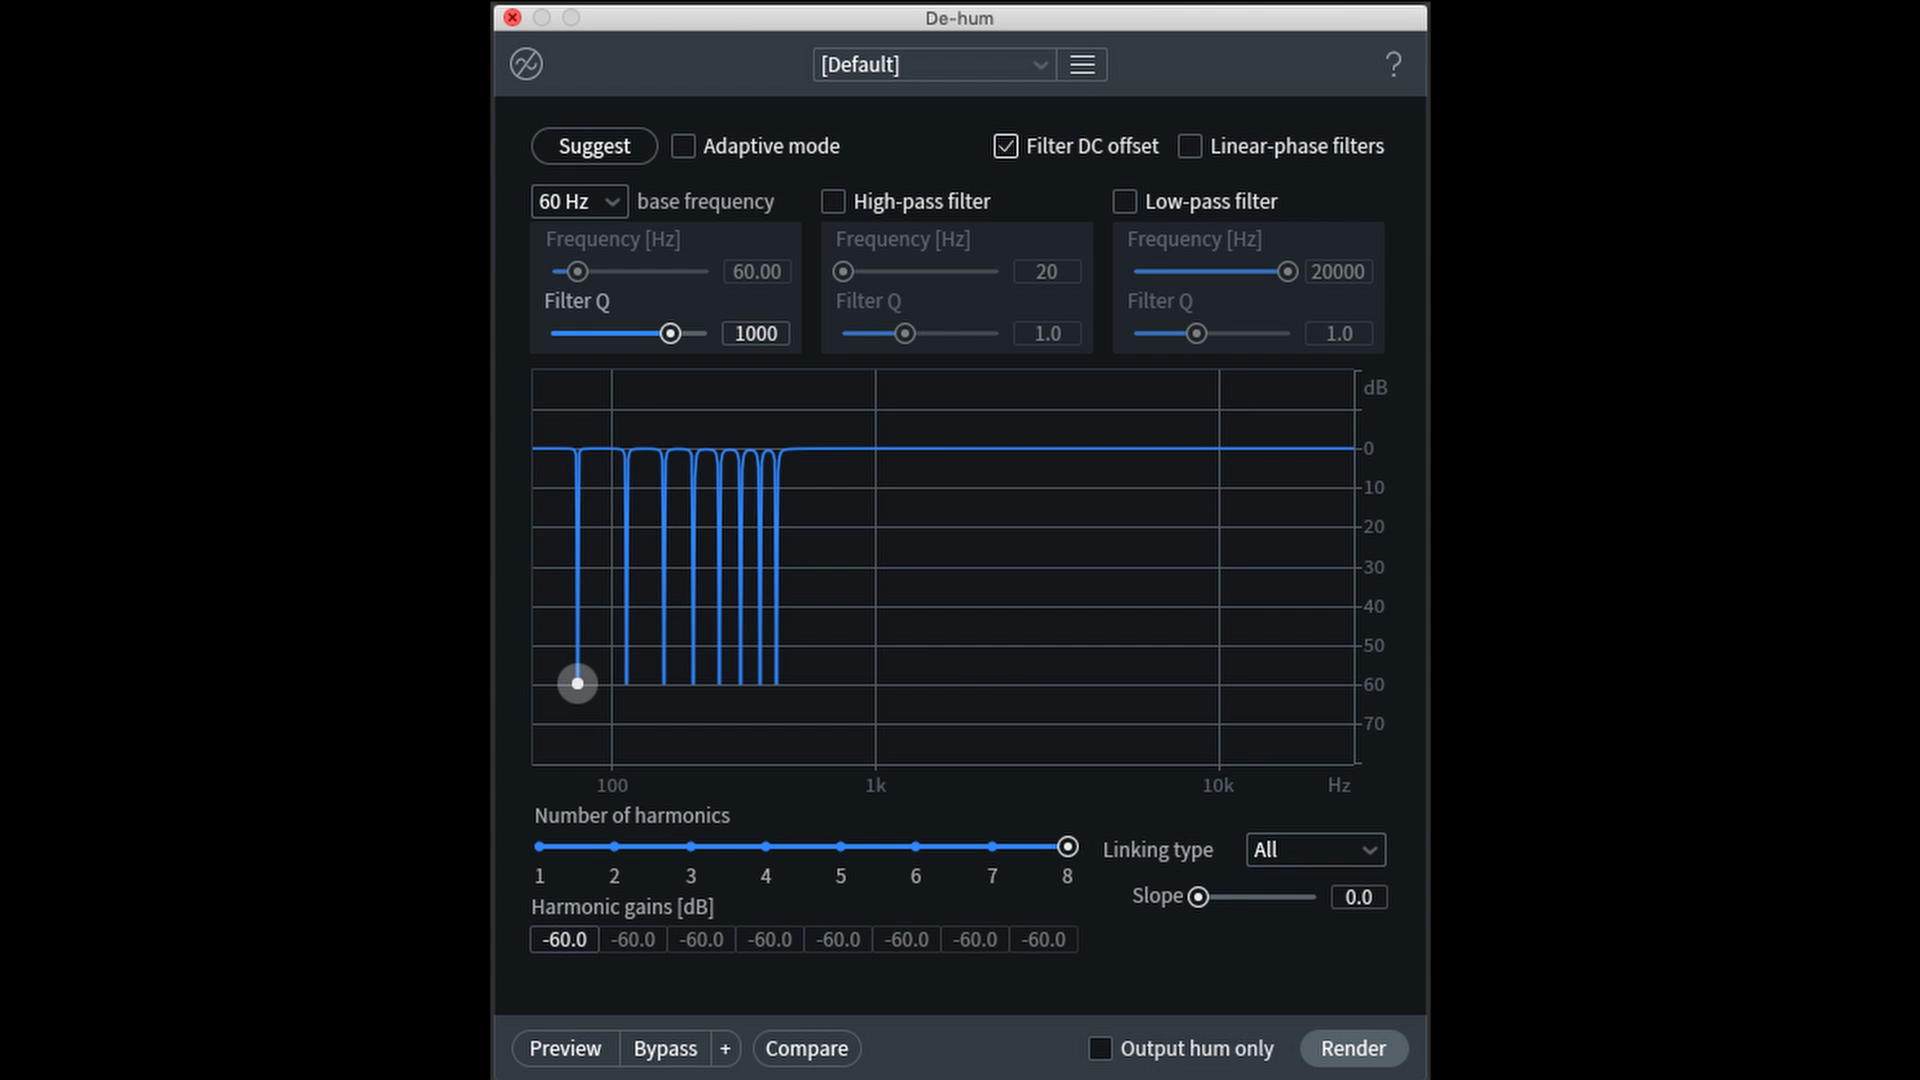 De-hum
[Default]
?
Suggest Adaptive mode Filter DC offset Linear-phase filters
60 Hz base frequency High-pass filter Low-pass filter
Frequency [Hz] Frequency [Hz] Frequency [Hz]
60.00 20 20000
Filter Q Filter Q Filter Q
1000 1.0 1.0
dB
0
10
20
30
40
50
60
70
100 1k 10k Hz
Number of harmonics
Linking type All
1 2 3 4 5 6 7 8
Slope 0.0
Harmonic gains [dB]
-60.0 -60.0 -60.0 -60.0 -60.0 -60.0 -60.0 -60.0
Preview Bypass + Compare Output hum only Render